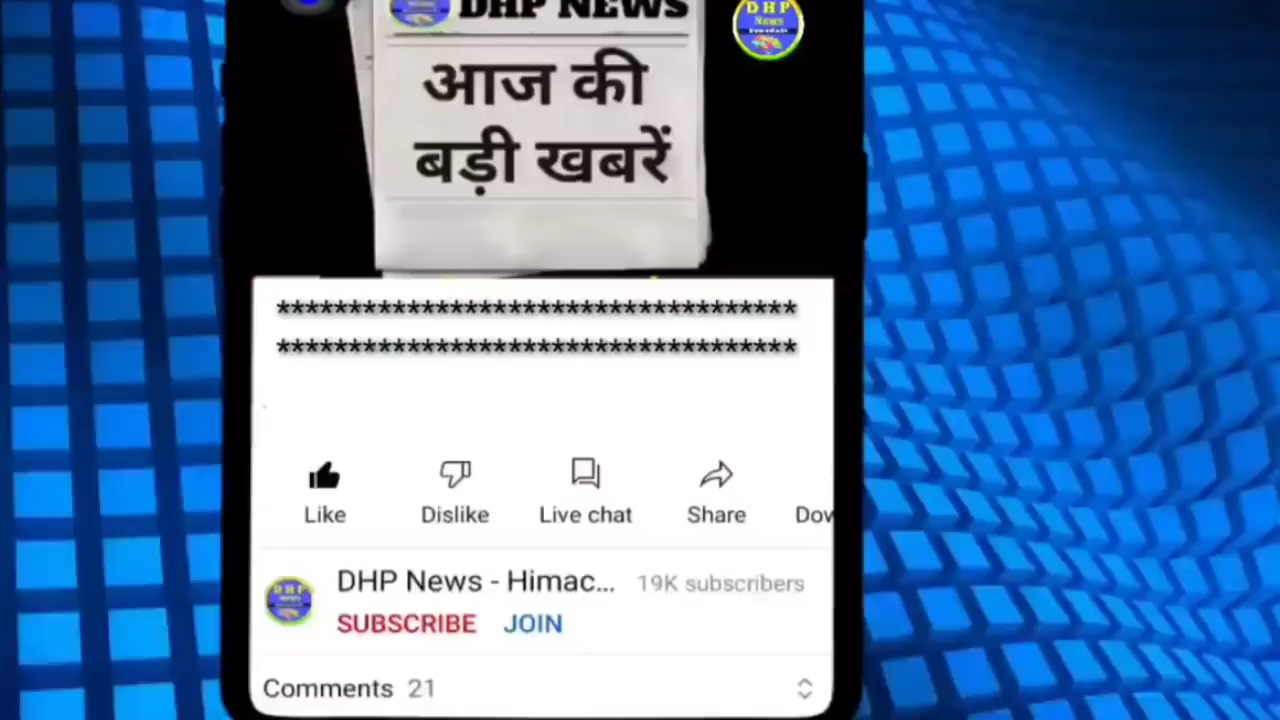 DHP NEWS
DHP
News
आज की
बड़ी खबरें
************************************
************************************
Like
Dislike
Live chat
Share
Dow
DHP News - Himac...
19K subscribers
SUBSCRIBE
JOIN
Comments 21